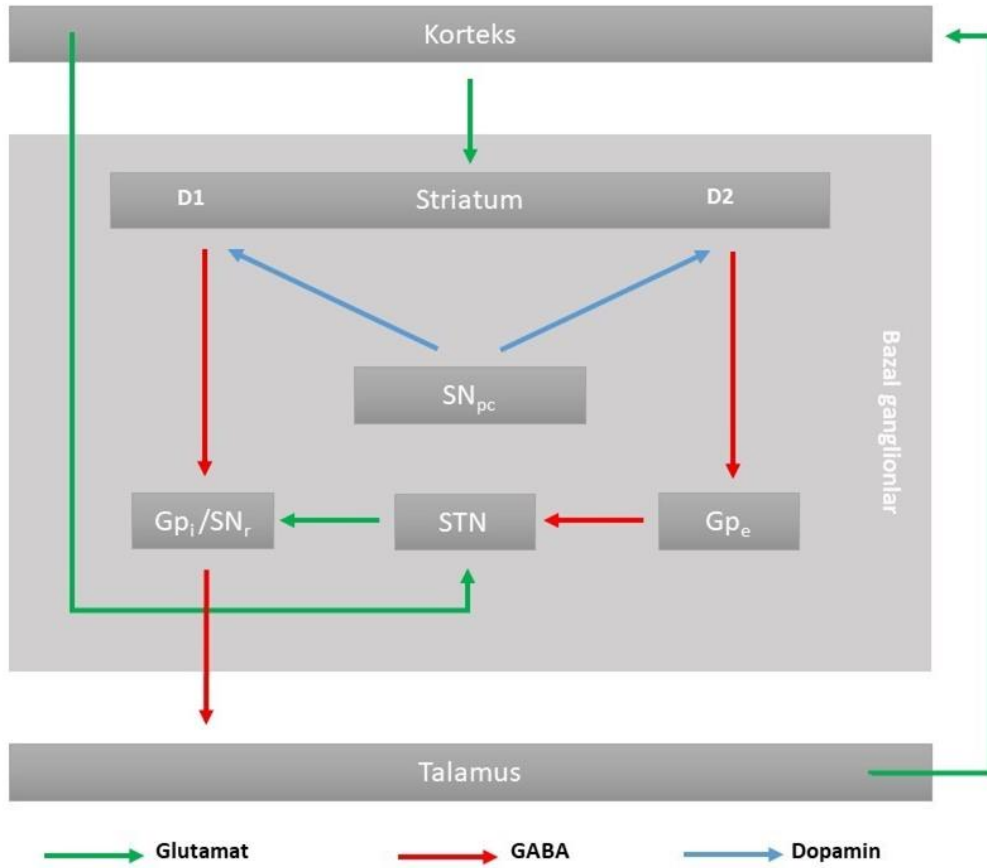 Korteks
D1
Striatum
D2
SNpc
Bazal ganglionlar
Gpi/SNr
STN
Gpe
Talamus
Glutamat
GABA
Dopamin